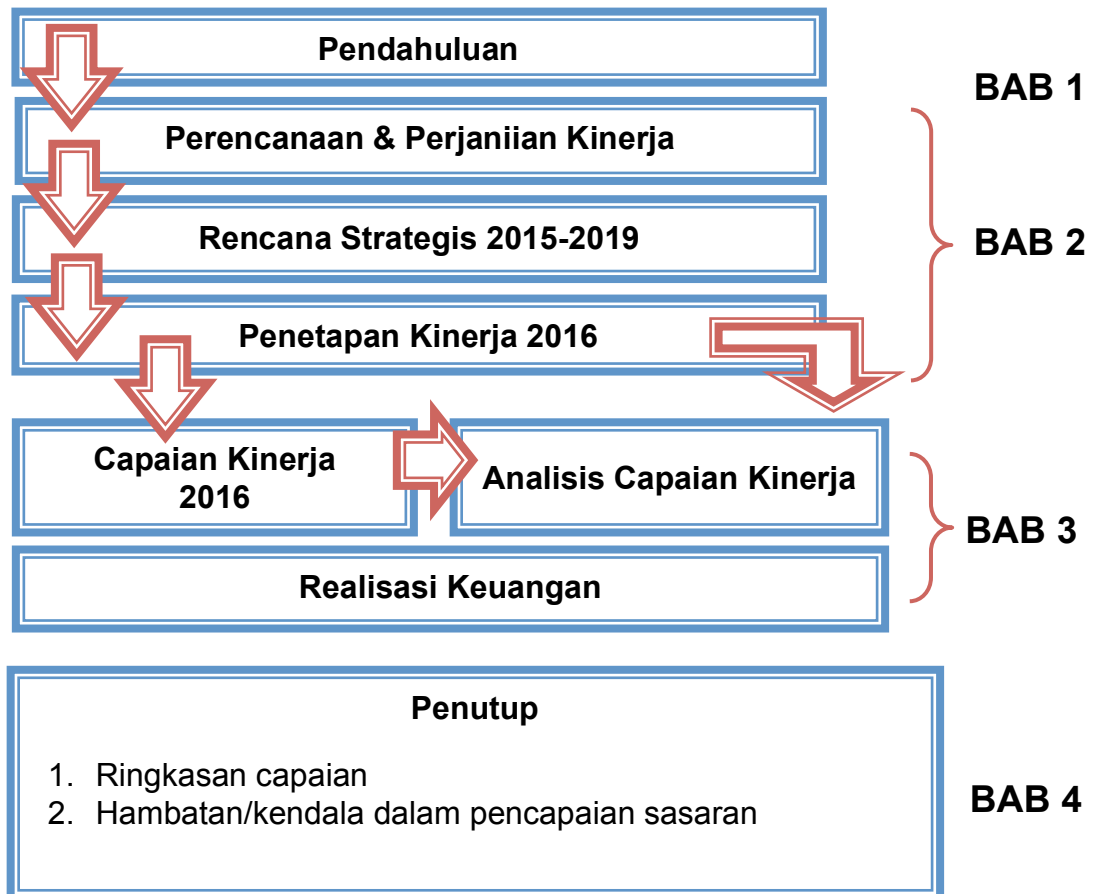 Pendahuluan
BAB 1
Perencanaan & Perjaniian Kinerja
Rencana Strategis 2015-2019
BAB 2
Penetapan Kinerja 2016
Capaian Kinerja
2016
Analisis Capaian Kinerja
BAB 3
Realisasi Keuangan
Penutup
1. Ringkasan capaian
2. Hambatan/kendala dalam pencapaian sasaran
BAB 4